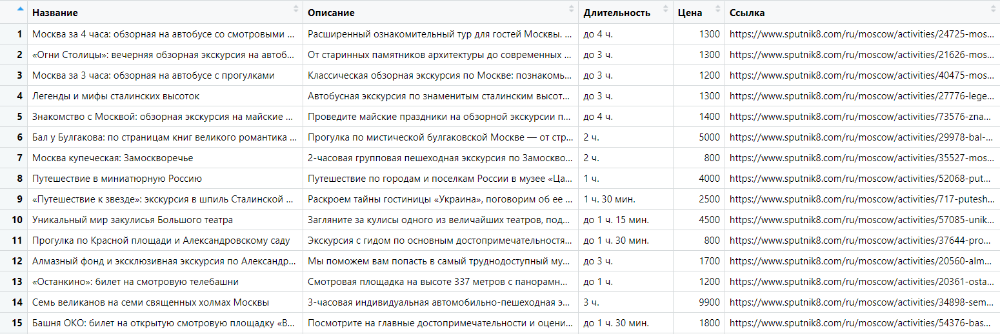 Название Описание Длительность Цена Ссылка
1 Москва за 4 часа: обзорная на автобусе со смотровыми ... Расширенный ознакомительный тур для гостей Москвы. ... до 4 ч. 1300 https://www.sputnik8.com/ru/moscow/activities/24725-mos...
2 «Огни Столицы»: вечерняя обзорная экскурсия на автоб... От старинных памятников архитектуры до современных ... до 3 ч. 1300 https://www.sputnik8.com/ru/moscow/activities/21626-mos...
3 Москва за 3 часа: обзорная на автобусе с прогулками Классическая обзорная экскурсия по Москве: познакомь... до 3 ч. 1200 https://www.sputnik8.com/ru/moscow/activities/40475-mos...
4 Легенды и мифы сталинских высоток Автобусная экскурсия по знаменитым сталинским высот... до 3 ч. 1300 https://www.sputnik8.com/ru/moscow/activities/27776-lege...
5 Знакомство с Москвой: обзорная экскурсия на майские ... Проведите майские праздники на обзорной экскурсии п... до 4 ч. 1400 https://www.sputnik8.com/ru/moscow/activities/73576-zna...
6 Бал у Булгакова: по страницам книг великого романтика ... Прогулка по мистической булгаковской Москве — от стр... 2 ч. 5000 https://www.sputnik8.com/ru/moscow/activities/29978-bal-...
7 Москва купеческая: Замоскворечье 2-часовая групповая пешеходная экскурсия по Замоскво... 2 ч. 800 https://www.sputnik8.com/ru/moscow/activities/35527-mos...
8 Путешествие в миниатюрную Россию Путешествие по городам и поселкам России в музее «Ца... 1 ч. 4000 https://www.sputnik8.com/ru/moscow/activities/52068-put...
9 «Путешествие к звезде»: экскурсия в шпиль Сталинской ... Раскроем тайны гостиницы «Украина», поговорим об ее ... 1 ч. 30 мин. 2500 https://www.sputnik8.com/ru/moscow/activities/717-putesh...
10 Уникальный мир закулисья Большого театра Загляните за кулисы одного из величайших театров, под... до 1 ч. 15 мин. 4500 https://www.sputnik8.com/ru/moscow/activities/57085-unik...
11 Прогулка по Красной площади и Александровскому саду Экскурсия с гидом по основным достопримечательностя... до 1 ч. 30 мин. 800 https://www.sputnik8.com/ru/moscow/activities/37644-pro...
12 Алмазный фонд и эксклюзивная экскурсия по Александр... Мы поможем вам попасть в самый труднодоступный му... до 3 ч. 1700 https://www.sputnik8.com/ru/moscow/activities/20560-alm...
13 «Останкино»: билет на смотровую телебашни Смотровая площадка на высоте 337 метров с панорамн... до 1 ч. 1200 https://www.sputnik8.com/ru/moscow/activities/20361-osta...
14 Семь великанов на семи священных холмах Москвы 3-часовая индивидуальная автомобильно-пешеходная э... 3 ч. 9900 https://www.sputnik8.com/ru/moscow/activities/34898-sem...
15 Башня ОКО: билет на открытую смотровую площадку «В... Посмотрите на главные достопримечательности и оцени... до 1 ч. 30 мин. 1800 https://www.sputnik8.com/ru/moscow/activities/54376-bas...